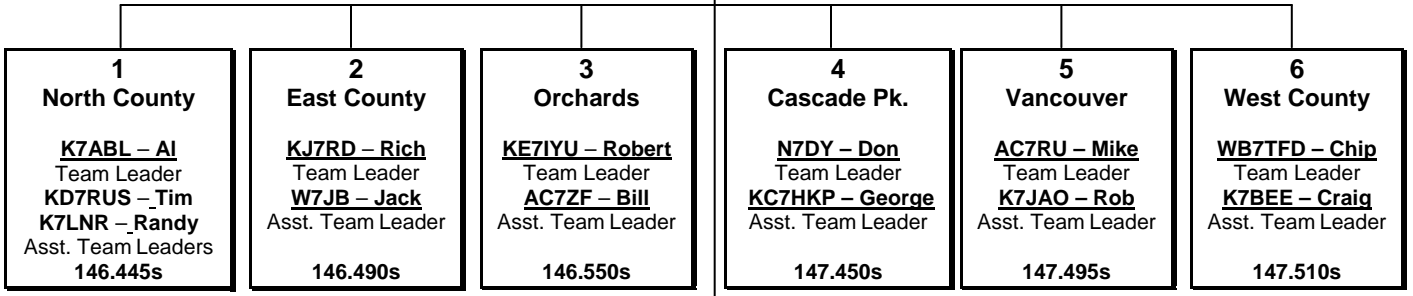 1
North County
K7ABL – Al
Team Leader
KD7RUS – Tim
K7LNR – Randy
Asst. Team Leaders
146.445s
2
East County
KJ7RD – Rich
Team Leader
W7JB – Jack
Asst. Team Leader
146.490s
3
Orchards
KE7IYU – Robert
Team Leader
AC7ZF – Bill
Asst. Team Leader
146.550s
4
Cascade Pk.
N7DY – Don
Team Leader
KC7HKP – George
Asst. Team Leader
147.450s
5
Vancouver
AC7RU – Mike
Team Leader
K7JAO – Rob
Asst. Team Leader
147.495s
6
West County
WB7TFD – Chip
Team Leader
K7BEE – Craig
Asst. Team Leader
147.510s